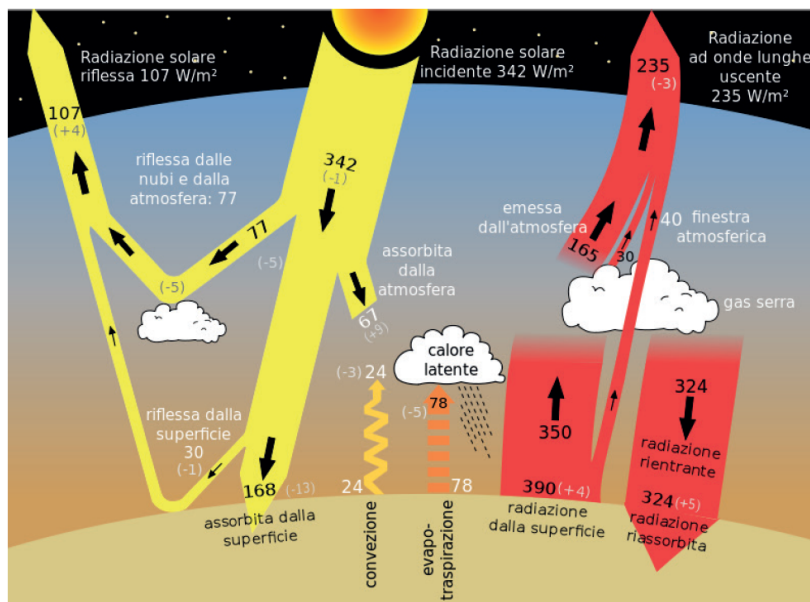 Radiazione solare
riflessa 107 W/m²
Radiazione solare
incidente 342 W/m²
Radiazione
ad onde lunghe
uscente
235 W/m²
107
(+4)
235
(-3)
riflessa dalle
nubi e dalla
atmosfera: 77
342
(-1)
77
(-5)
(-5)
assorbita
dalla
atmosfera
67
(+9)
emessa
dall'atmosfera
165
30
40 finestra
atmosferica
gas serra
calore
latente
(-3) 24
(-5)
78
riflessa dalla
superficie
30
(-1)
350
324
radiazione
rientrante
168 (-13)
assorbita dalla
superficie
24
convezione
78
evapo-
traspirazione
390 (+4)
radiazione
dalla superficie
324 (+5)
radiazione
riassorbita